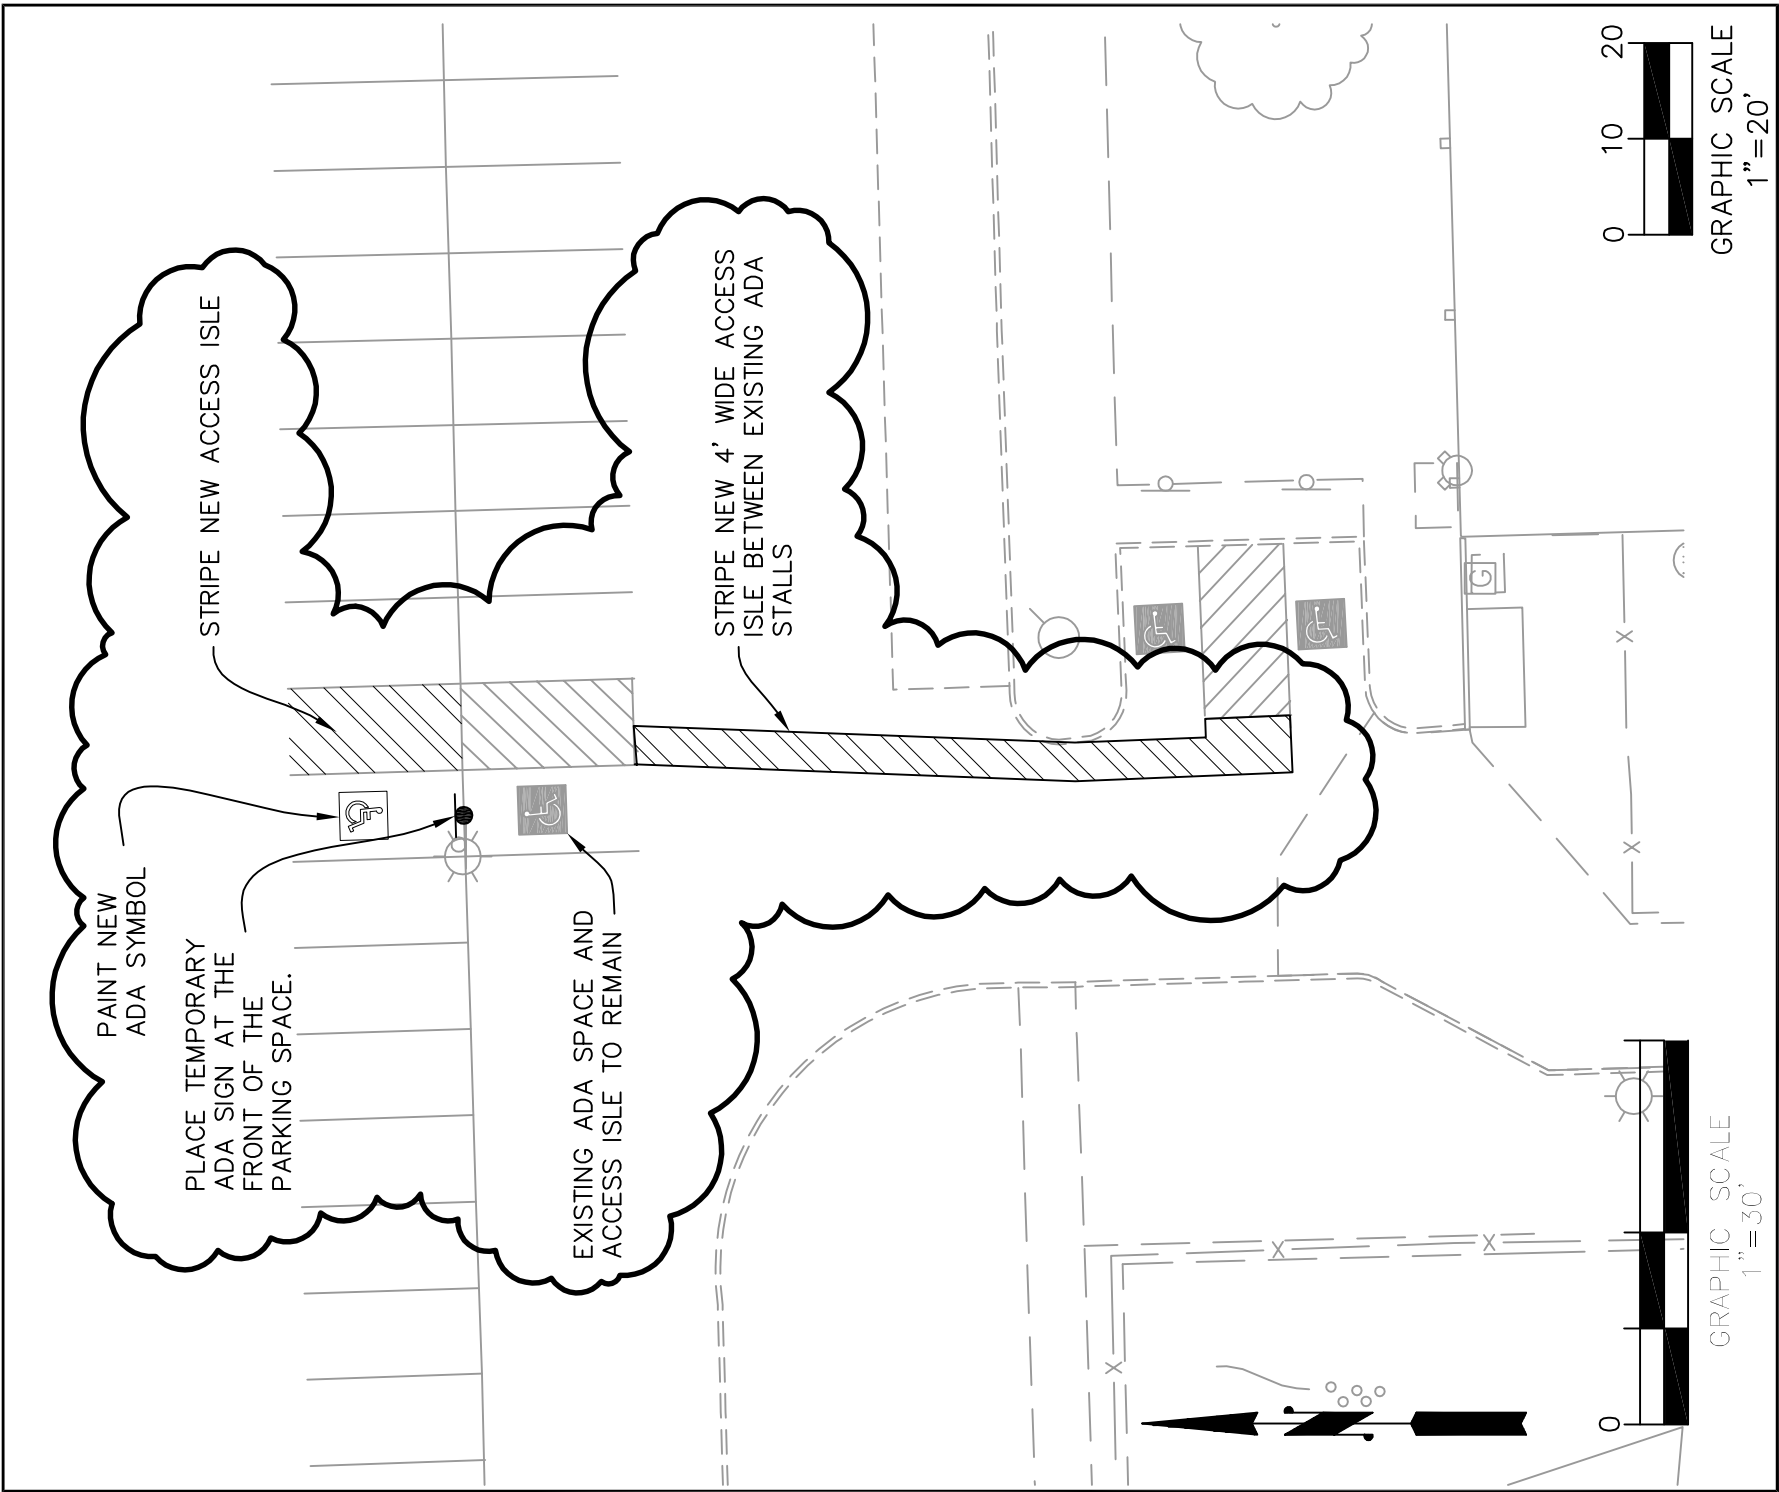 STRIPE NEW ACCESS ISLE
STRIPE NEW 4' WIDE ACCESS
ISLE BETWEEN EXISTING ADA
STALLS
PAINT NEW
ADA SYMBOL
PLACE TEMPORARY
ADA SIGN AT THE
FRONT OF THE
PARKING SPACE.
EXISTING ADA SPACE AND
ACCESS ISLE TO REMAIN
G
X
X
X
X
X
0 10 20
GRAPHIC SCALE
1"=20'
0
GRAPHIC SCALE
1"=30'